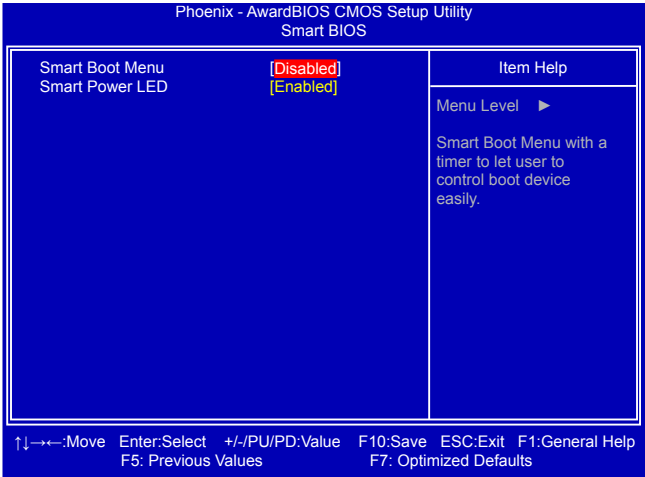 Phoenix - AwardBIOS CMOS Setup Utility
Smart BIOS
Smart Boot Menu [Disabled]
Smart Power LED [Enabled]
Item Help
Menu Level ►
Smart Boot Menu with a
timer to let user to
control boot device
easily.
↑↓→←:Move Enter:Select +/-/PU/PD:Value F10:Save ESC:Exit F1:General Help
F5: Previous Values F7: Optimized Defaults